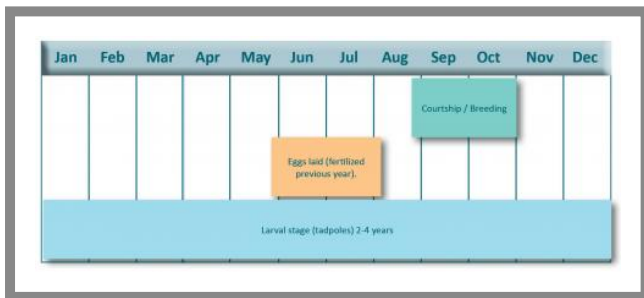 Jan Feb Mar Apr May Jun Jul Aug Sep Oct Nov Dec
Courtship / Breeding
Eggs laid (fertilized
previous year).
Larval stage (tadpoles) 2-4 years